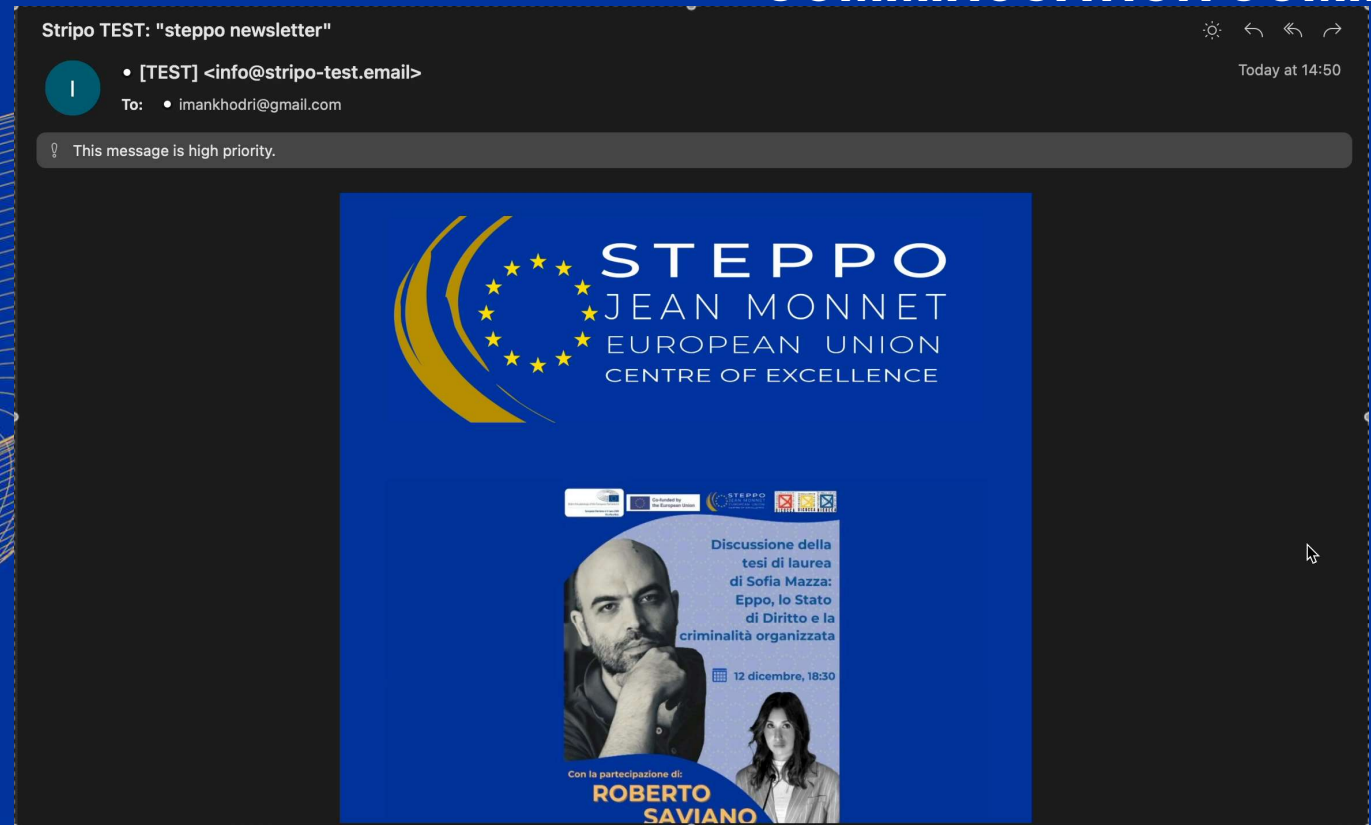 Stripo TEST: "steppo newsletter"
I
• [TEST] <info@stripo-test.email>
Today at 14:50
To: • imankhodri@gmail.com
This message is high priority.
STEPPO
JEAN MONNET
EUROPEAN UNION
CENTRE OF EXCELLENCE
Co-funded by
the European Union
STEPPO
Discussione della
tesi di laurea
di Sofia Mazza:
Eppo, lo Stato
di Diritto e la
criminalità organizzata
12 dicembre, 18:30
Con la partecipazione di:
ROBERTO
SAVIANO